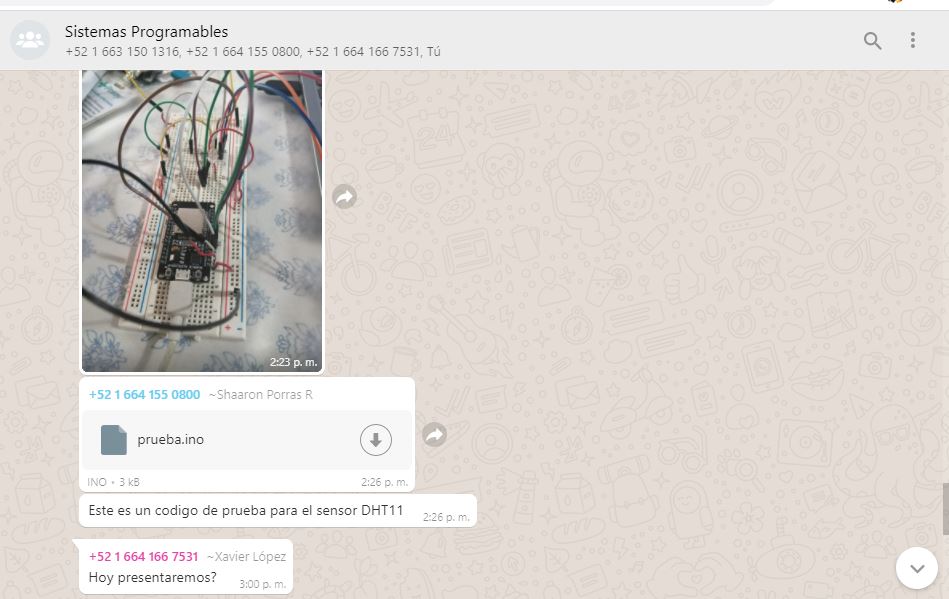 Sistemas Programables
+52 1 663 150 1316, +52 1 664 155 0800, +52 1 664 166 7531, Tú
2:23 p. m.
+52 1 664 155 0800 ~Shaaron Porras R
prueba.ino
INO • 3 kB 2:26 p. m.
Este es un codigo de prueba para el sensor DHT11 2:26 p. m.
+52 1 664 166 7531 ~Xavier López
Hoy presentaremos? 3:00 p. m.